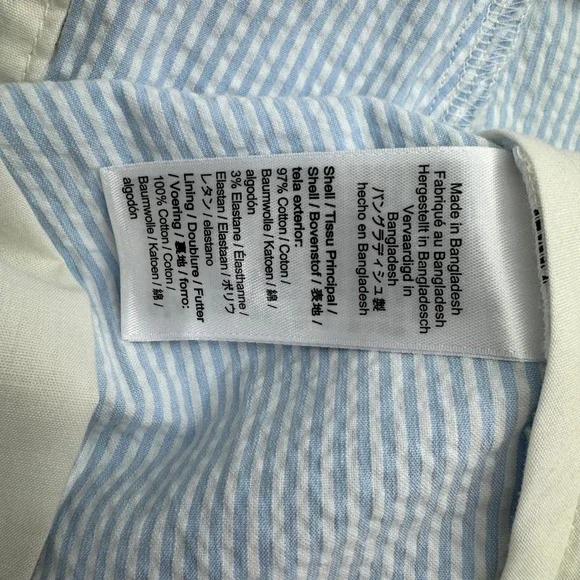 Made in Bangladesh
Fabriqué au Bangladesh
Hergestellt in Bangladesch
Vervaardigd in
Bangladesh
バングラディシュ製
hecho en Bangladesh
Shell / Tissu Principal /
Shell / Bovenstof / 表地 /
tela exterior:
97% Cotton / Coton /
Baumwolle / Katoen / 綿 /
algodón
3% Elastane / Élasthanne /
Elastan / Elastaan / ポリウ
レタン / elastano
Lining / Doublure / Futter
/ Voering / 裏地 / forro:
100% Cotton / Coton /
Baumwolle / Katoen / 綿 /
algodón